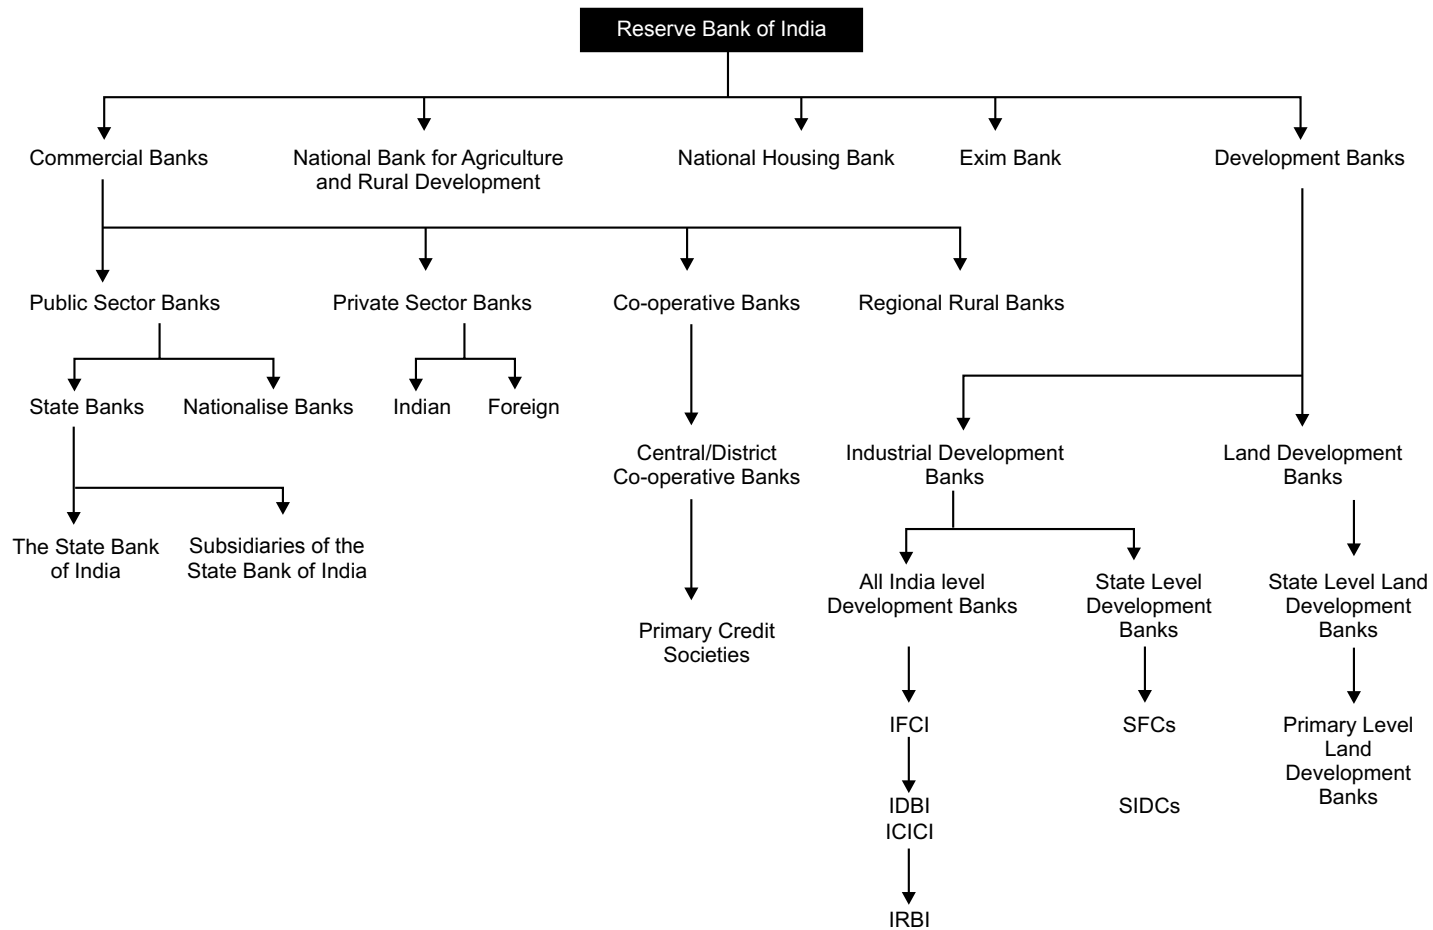 Reserve Bank of India
Commercial Banks
National Bank for Agriculture
and Rural Development
National Housing Bank
Exim Bank
Development Banks
Public Sector Banks
Private Sector Banks
Co-operative Banks
Regional Rural Banks
State Banks
Nationalise Banks
Indian
Foreign
Central/District
Co-operative Banks
Industrial Development
Banks
Land Development
Banks
The State Bank
of India
Subsidiaries of the
State Bank of India
All India level
Development Banks
State Level
Development
Banks
State Level Land
Development
Banks
Primary Credit
Societies
IFCI
SFCs
Primary Level
Land
Development
Banks
IDBI
ICICI
SIDCs
IRBI